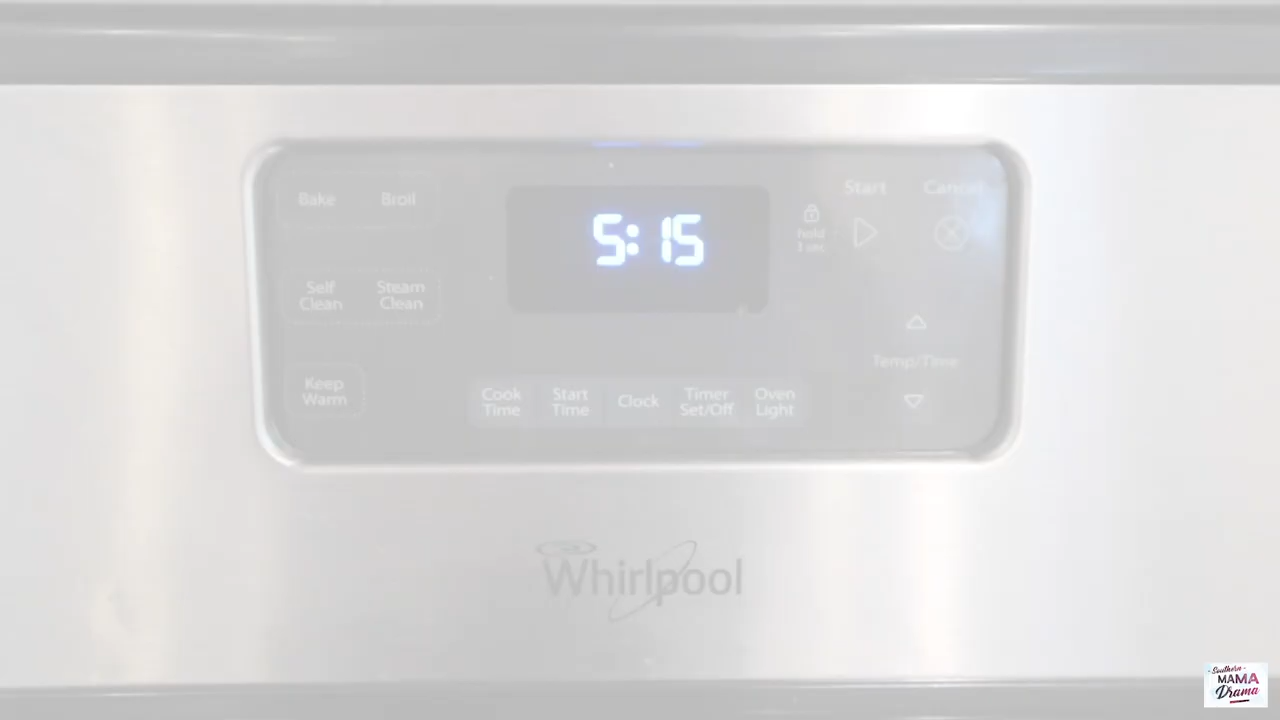 Bake Broil
5:15
Start Cancel
hold
3 sec
Self
Clean
Steam
Clean
Temp/Time
Keep
Warm
Cook
Time
Start
Time
Clock
Timer
Set/Off
Oven
Light
Whirlpool
Southern
MAMA
Drama